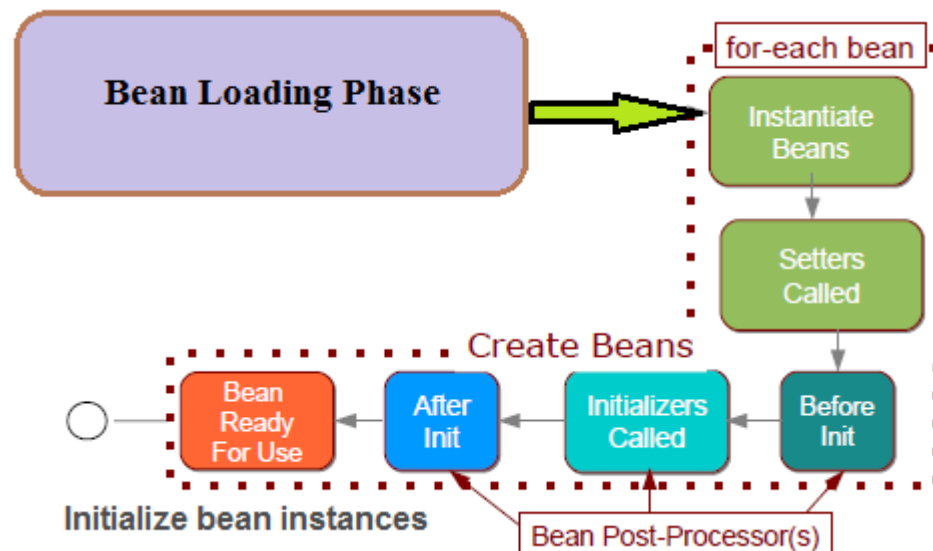 Bean Loading Phase
for-each bean
Instantiate
Beans
Setters
Called
Create Beans
Bean
Ready
For Use
After
Init
Initializers
Called
Before
Init
Initialize bean instances
Bean Post-Processor(s)